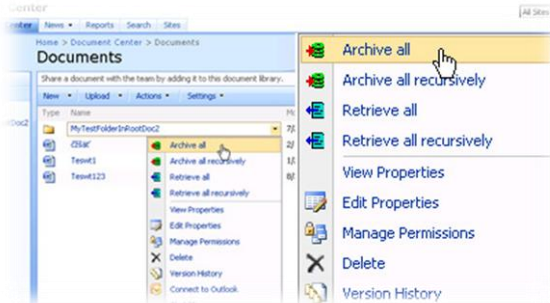 Center
All Sites
Center News Reports Search Sites
Home > Document Center > Documents
Documents
Share a document with the team by adding it to this document library.
New Upload Actions Settings
Type Name
MyTestFolderInRootDoc2
Teswt1
Teswt123
Archive all
Archive all recursively
Retrieve all
Retrieve all recursively
View Properties
Edit Properties
Manage Permissions
Delete
Version History
Connect to Outlook
Archive all
Archive all recursively
Retrieve all
Retrieve all recursively
View Properties
Edit Properties
Manage Permissions
Delete
Version History